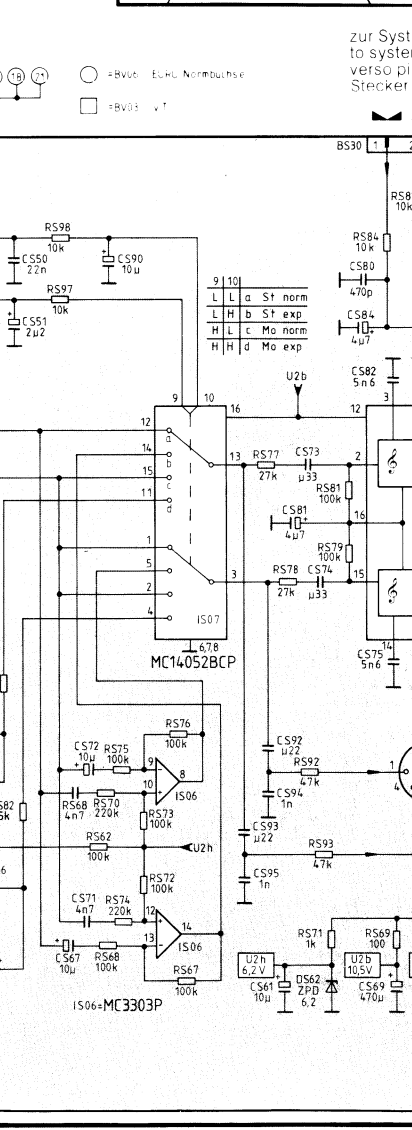 zur Syst
to system
verso pi
Stecker
18 21
=BV06 EURO Normbuchse
=BV03
BS30 1 2
RS8
10k
RS98
10k
CS50
22n
CS90
10µ
RS84
10k
CS80
470p
RS97
10k
CS51
2µ2
9 10
L L a St norm
L H b St exp
H L c Mo norm
H H d Mo exp
CS84
4µ7
CS82
5n6
U2b
9 10 16 12 3
12
a
14
b
15
c
11
d
13
RS77
27k
CS73
µ33
2
RS81
100k
CS81
4µ7
16
RS79
100k
1
5
2
4
3
RS78
27k
CS74
µ33
15
IS07
6,7,8
MC14052BCP
14
CS75
5n6
RS76
100k
CS72
10µ
RS75
100k
9
8
10
IS06
RS68
4n7
RS70
220k
RS73
100k
CS92
µ22
RS92
47k
1
4
CS94
1n
S82
RS62
100k
U2h
CS93
µ22
RS93
47k
RS72
100k
CS95
1n
CS71
4n7
RS74
220k
12
14
13
IS06
CS67
10µ
RS68
100k
RS67
100k
RS71
1k
RS69
100
U2h
6,2V
U2b
10,5V
CS61
10µ
DS62
ZPD
6,2
CS69
470µ
IS06=MC3303P